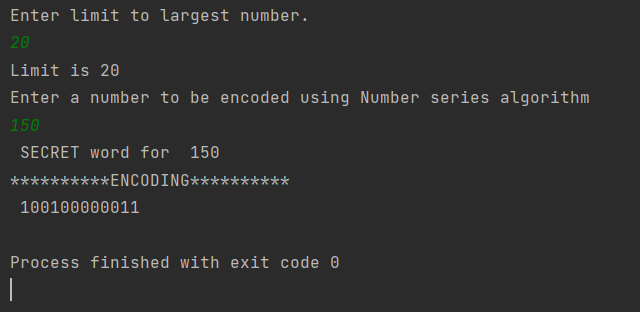 Enter limit to largest number.
20
Limit is 20
Enter a number to be encoded using Number series algorithm
150
SECRET word for  150
**********ENCODING**********
100100000011
Process finished with exit code 0